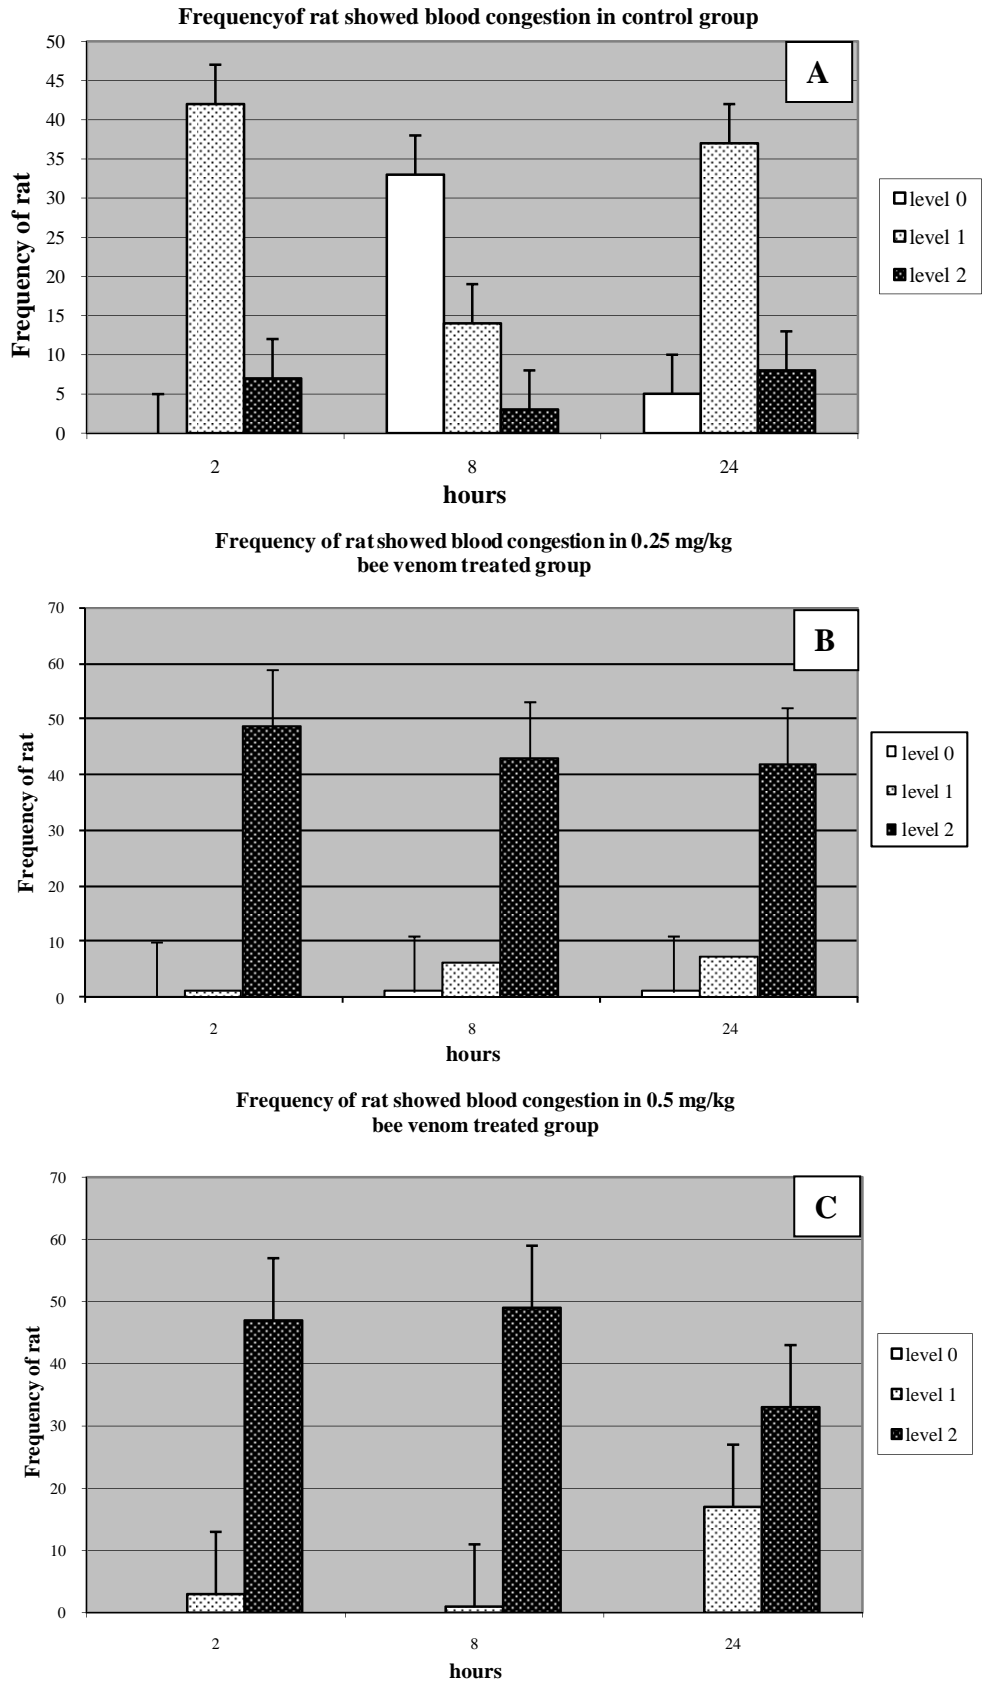 Frequencyof rat showed blood congestion in control group
A
50
45
40
35
30
25
20
15
10
5
0
Frequency of rat
2 8 24
hours
level 0
level 1
level 2
Frequency of rat showed blood congestion in 0.25 mg/kg
bee venom treated group
B
70
60
50
40
30
20
10
0
Frequency of rat
2 8 24
hours
level 0
level 1
level 2
Frequency of rat showed blood congestion in 0.5 mg/kg
bee venom treated group
C
70
60
50
40
30
20
10
0
Frequency of rat
2 8 24
hours
level 0
level 1
level 2